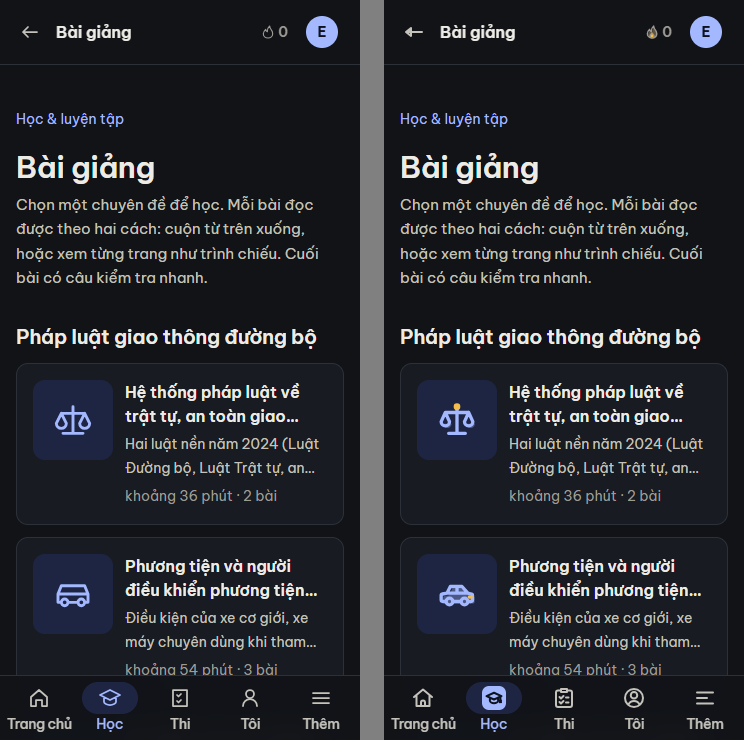 Bài giảng
0
E
Học & luyện tập
Bài giảng
Chọn một chuyên đề để học. Mỗi bài đọc
được theo hai cách: cuộn từ trên xuống,
hoặc xem từng trang như trình chiếu. Cuối
bài có câu kiểm tra nhanh.
Pháp luật giao thông đường bộ
Hệ thống pháp luật về
trật tự, an toàn giao...
Hai luật nền năm 2024 (Luật
Đường bộ, Luật Trật tự, an...
khoảng 36 phút · 2 bài
Phương tiện và người
điều khiển phương tiện...
Điều kiện của xe cơ giới, xe
máy chuyên dùng khi tham...
khoảng 54 phút · 3 bài
Trang chủ
Học
Thi
Tôi
Thêm
Bài giảng
0
E
Học & luyện tập
Bài giảng
Chọn một chuyên đề để học. Mỗi bài đọc
được theo hai cách: cuộn từ trên xuống,
hoặc xem từng trang như trình chiếu. Cuối
bài có câu kiểm tra nhanh.
Pháp luật giao thông đường bộ
Hệ thống pháp luật về
trật tự, an toàn giao...
Hai luật nền năm 2024 (Luật
Đường bộ, Luật Trật tự, an...
khoảng 36 phút · 2 bài
Phương tiện và người
điều khiển phương tiện...
Điều kiện của xe cơ giới, xe
máy chuyên dùng khi tham...
khoảng 54 phút · 3 bài
Trang chủ
Học
Thi
Tôi
Thêm